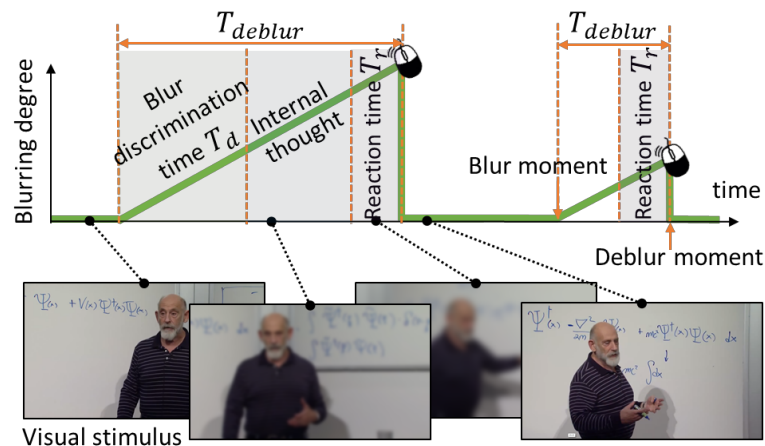 T_deblur
T_deblur
Blurring degree
Blur
discrimination
time T_d
Internal
thought
Reaction time T_r
Blur moment
Reaction time T_r
time
Deblur moment
Ψ(x) + V(x)Ψ†(x)Ψ(x)
Visual stimulus